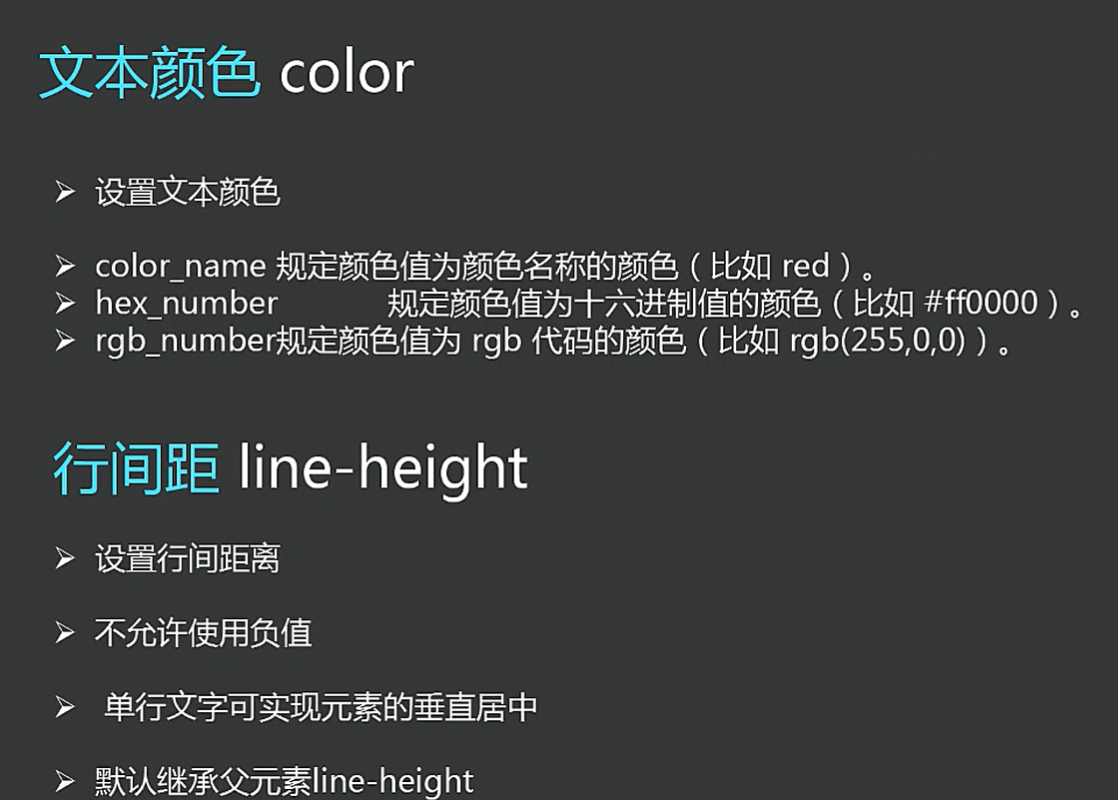 文本颜色 color
设置文本颜色
color_name 规定颜色值为颜色名称的颜色（比如 red）。
hex_number 规定颜色值为十六进制值的颜色（比如 #ff0000）。
rgb_number规定颜色值为 rgb 代码的颜色（比如 rgb(255,0,0)）。
行间距 line-height
设置行间距离
不允许使用负值
单行文字可实现元素的垂直居中
默认继承父元素line-height